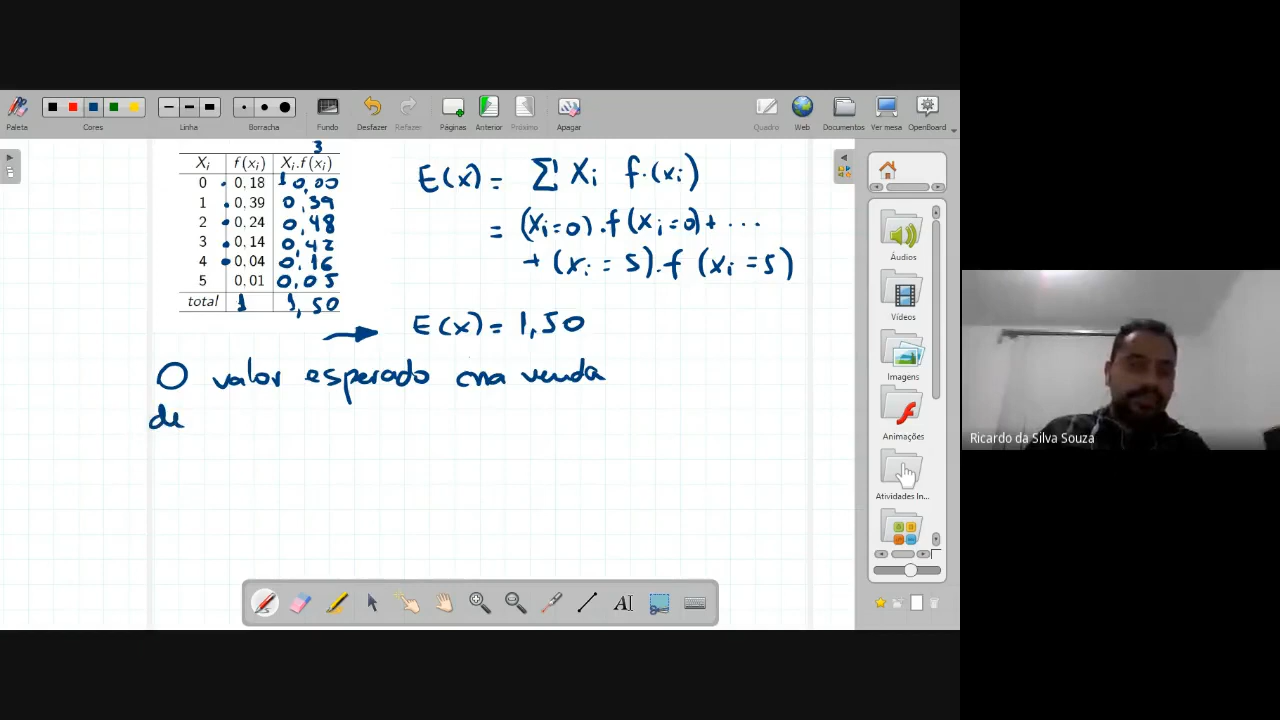 Paleta
Cores
Linha
Borracha
Fundo
Desfazer
Refazer
Páginas
Anterior
Próximo
Apagar
Quadro
Web
Documentos
Ver mesa
OpenBoard
3
Xi f(xi) Xi.f(xi)
0 0,18 0,00
1 0,39 0,39
2 0,24 0,48
3 0,14 0,42
4 0,04 0,16
5 0,01 0,05
total 1 1,50
E(x) = Σ Xi f.(xi)
= (Xi=0).f(Xi=0)+ ...
+ (xi = 5).f (xi = 5)
E(x) = 1,50
O valor esperado na venda
de
Áudios
Vídeos
Imagens
Animações
Atividades In...
AI
Ricardo da Silva Souza